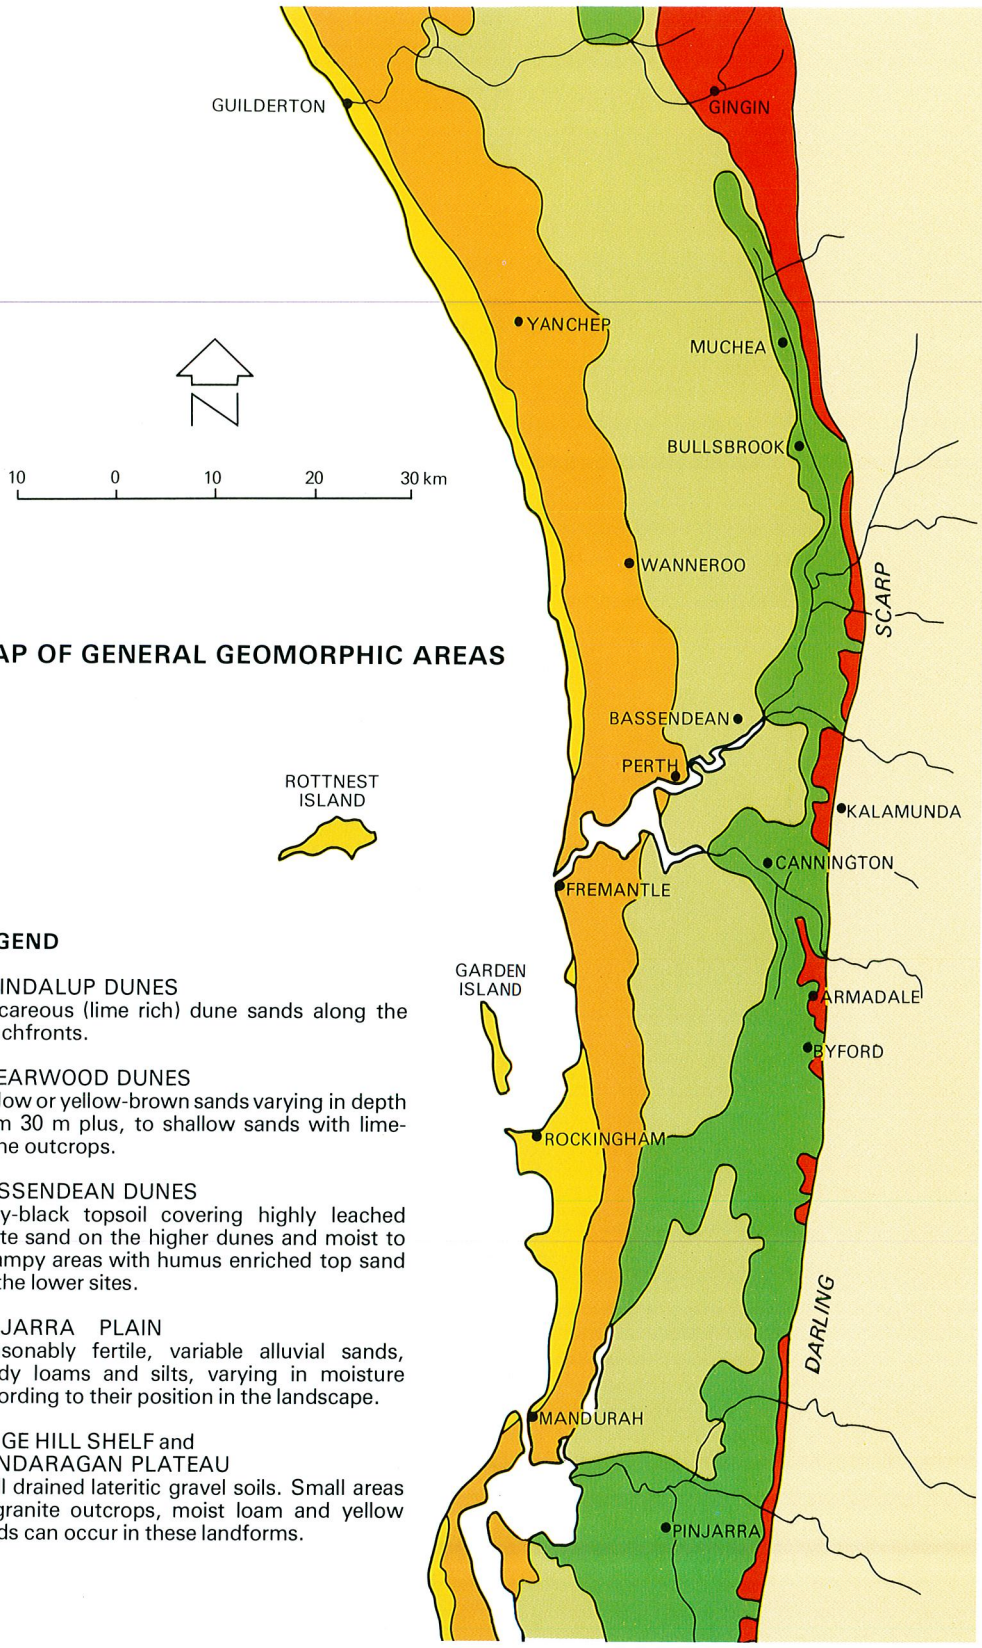 GUILDERTON
GINGIN
YANCHEP
MUCHEA
N
BULLSBROOK
10 0 10 20 30 km
WANNEROO
SCARP
AP OF GENERAL GEOMORPHIC AREAS
BASSENDEAN
PERTH
ROTTNEST
ISLAND
KALAMUNDA
CANNINGTON
FREMANTLE
GARDEN
ISLAND
ARMADALE
BYFORD
ROCKINGHAM
DARLING
MANDURAH
PINJARRA
GEND
INDALUP DUNES
careous (lime rich) dune sands along the
chfronts.
EARWOOD DUNES
low or yellow-brown sands varying in depth
m 30 m plus, to shallow sands with lime-
ne outcrops.
SSENDEAN DUNES
y-black topsoil covering highly leached
te sand on the higher dunes and moist to
ampy areas with humus enriched top sand
the lower sites.
JARRA PLAIN
sonably fertile, variable alluvial sands,
dy loams and silts, varying in moisture
ording to their position in the landscape.
GE HILL SHELF and
NDARAGAN PLATEAU
l drained lateritic gravel soils. Small areas
granite outcrops, moist loam and yellow
ds can occur in these landforms.